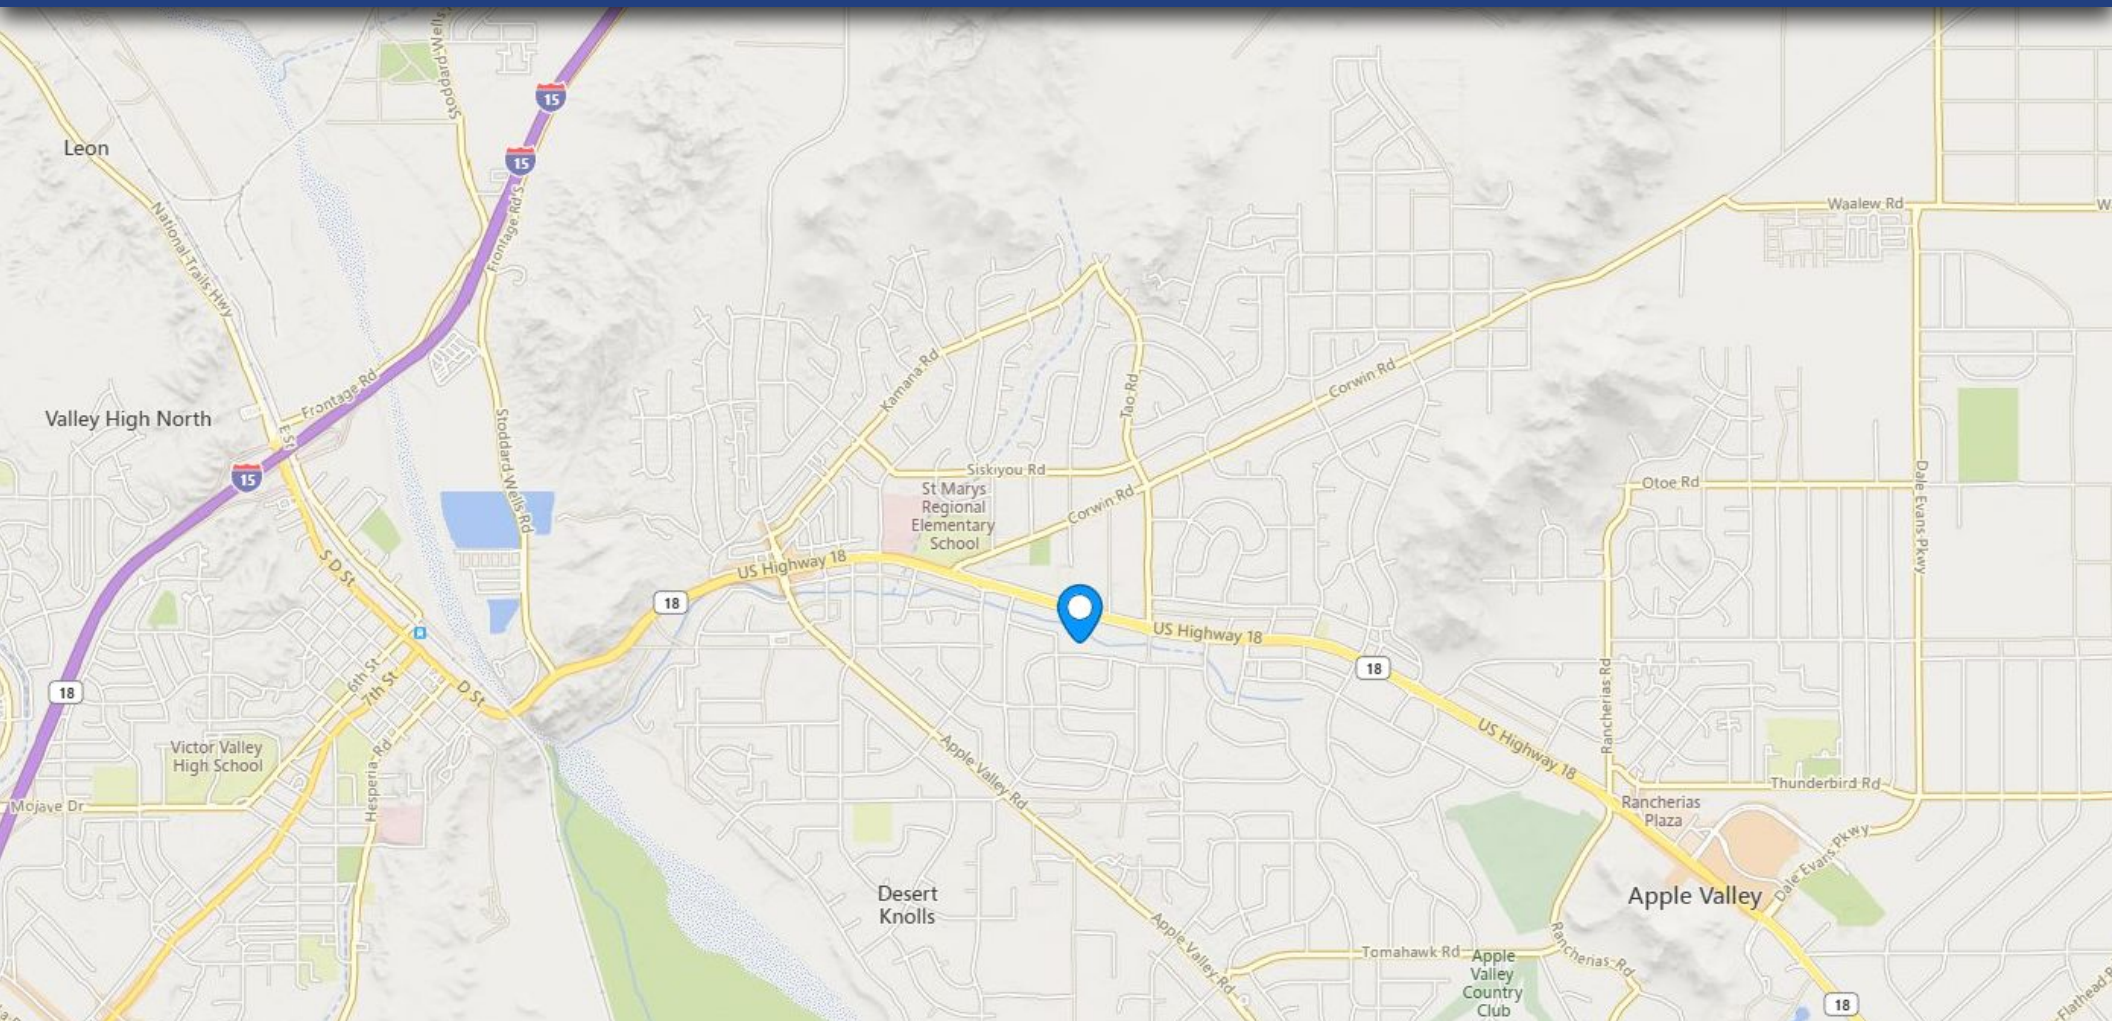 Stoddard Wells
15
15
Leon
Waalew Rd
W
National Trails Hwy
Frontage Rd S
Kamana Rd
Tao Rd
Corwin Rd
Frontage Rd
Valley High North
E St
15
Stoddard Wells Rd
Siskiyou Rd
St Marys
Regional
Elementary
School
Corwin Rd
Otoe Rd
Dale Evans Pkwy
S D St
US Highway 18
18
US Highway 18
18
18
6th St
7th St
D St
Rancherias Rd
US Highway 18
Victor Valley
High School
Hesperia Rd
Apple Valley Rd
Mojave Dr
Thunderbird Rd
Rancherias
Plaza
Dale Evans Pkwy
Desert
Knolls
Apple Valley
Apple Valley Rd
Tomahawk Rd
Rancherias Rd
Apple
Valley
Country
Club
18
Flathead R